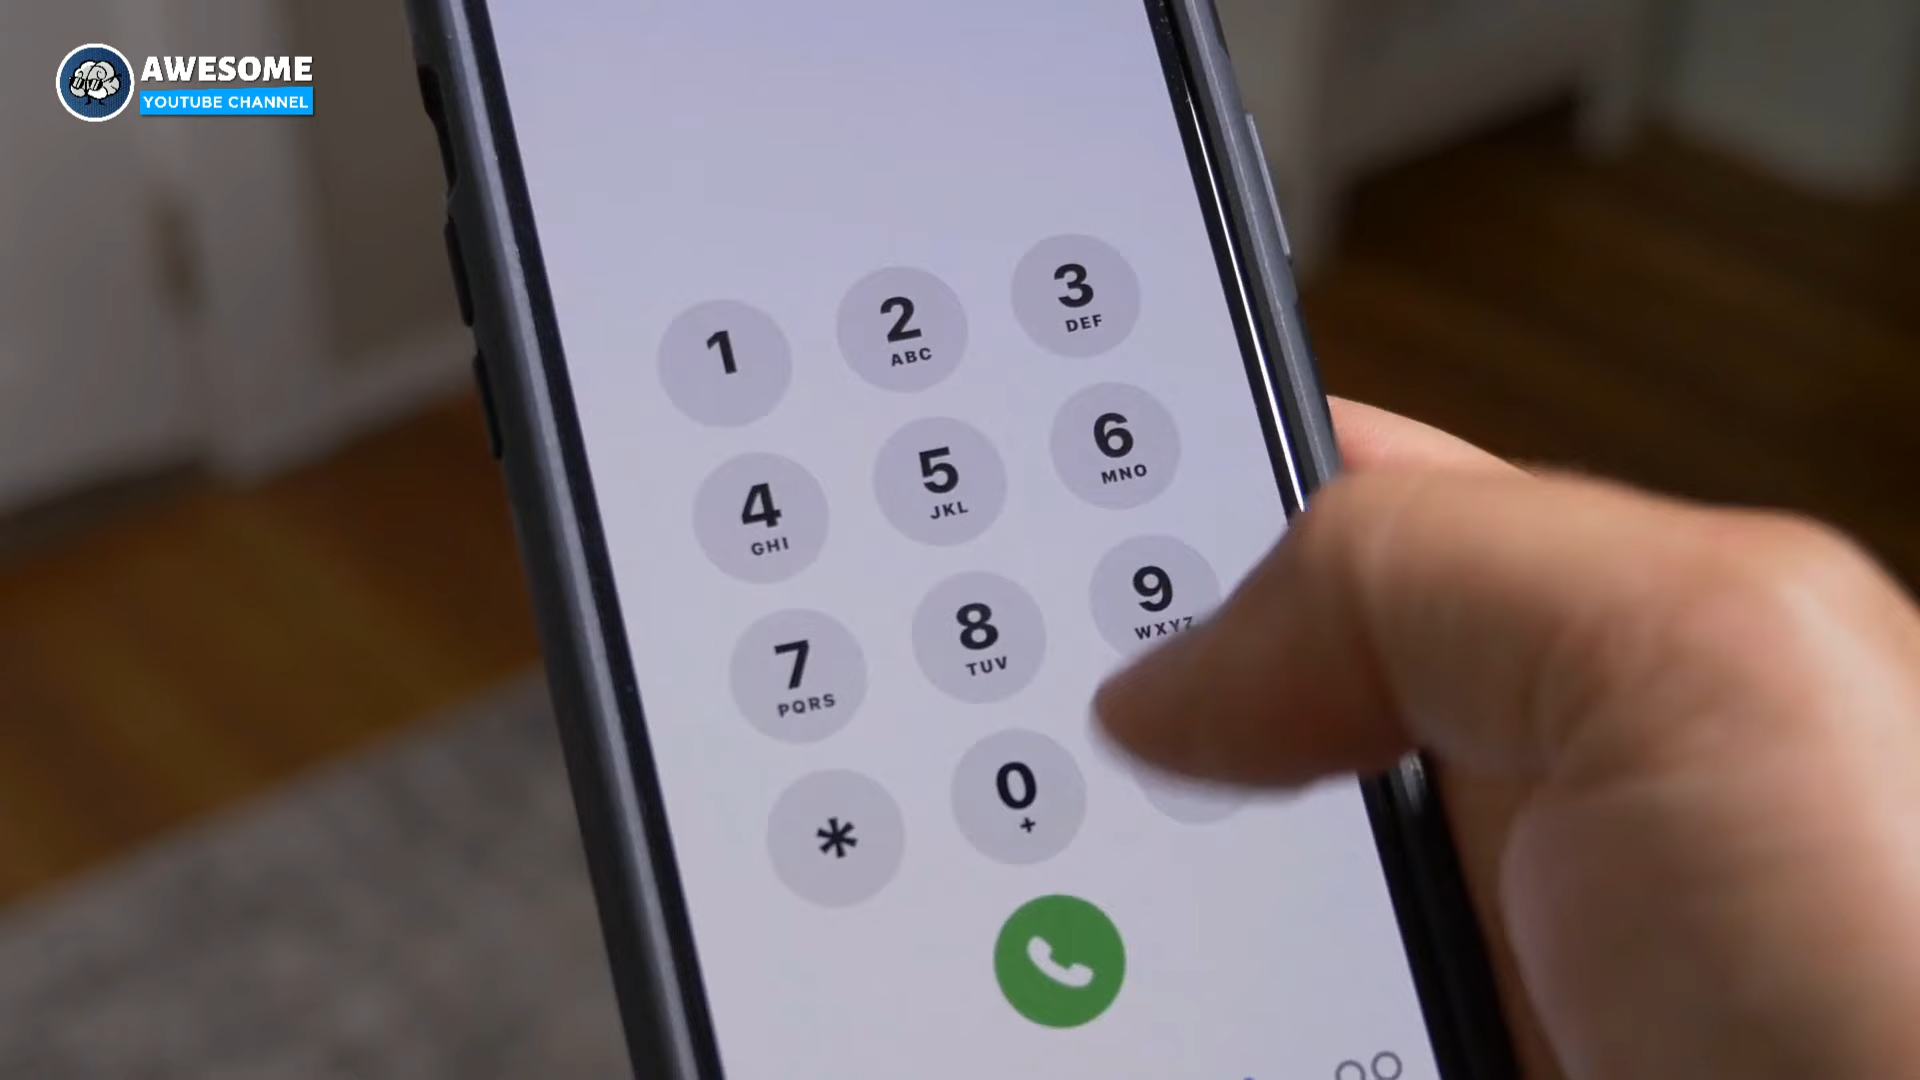 AWESOME
YOUTUBE CHANNEL
1
2
ABC
3
DEF
4
GHI
5
JKL
6
MNO
7
PQRS
8
TUV
9
WXYZ
*
0
+